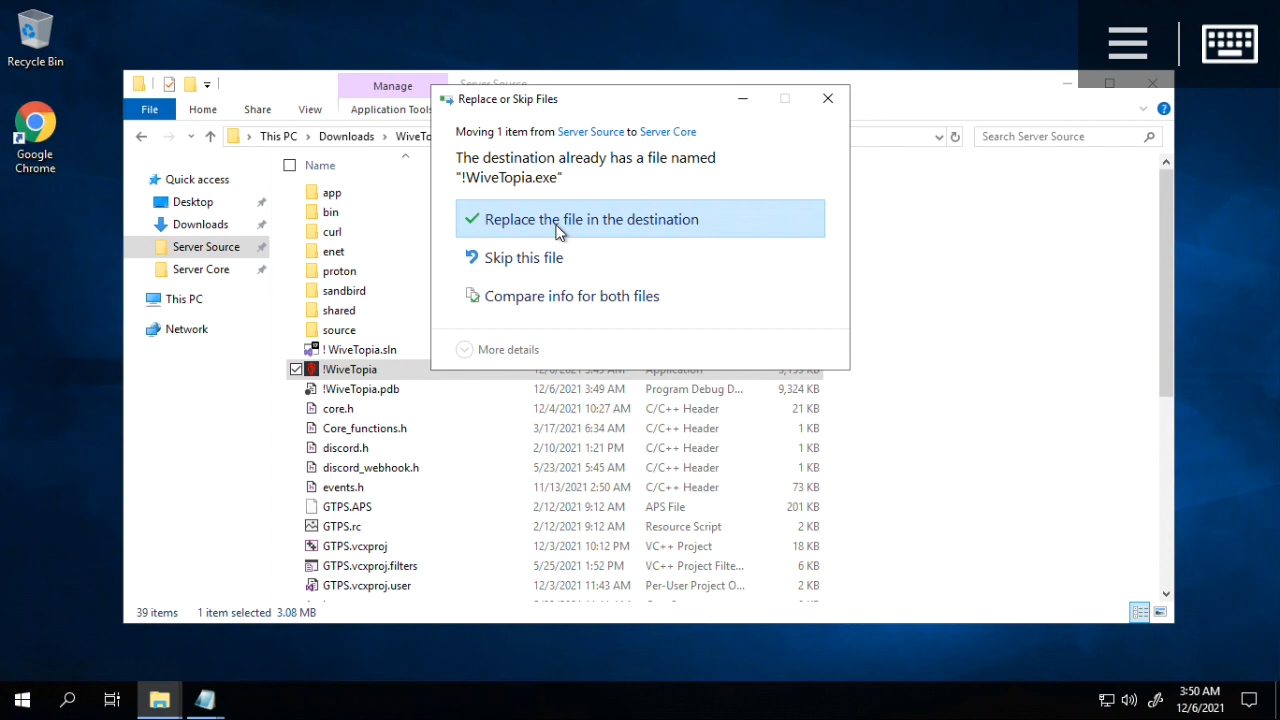 Recycle Bin
Google
Chrome
Manage
Server Source
File
Home
Share
View
Application Tools
This PC
Downloads
WiveTo
Search Server Source
Replace or Skip Files
Moving 1 item from Server Source to Server Core
The destination already has a file named
"!WiveTopia.exe"
Replace the file in the destination
Skip this file
Compare info for both files
More details
Quick access
Desktop
Downloads
Server Source
Server Core
This PC
Network
Name
app
bin
curl
enet
proton
sandbird
shared
source
! WiveTopia.sln
!WiveTopia Application
!WiveTopia.pdb 12/6/2021 3:49 AM Program Debug D... 9,324 KB
core.h 12/4/2021 10:27 AM C/C++ Header 21 KB
Core_functions.h 3/17/2021 6:34 AM C/C++ Header 1 KB
discord.h 2/10/2021 1:21 PM C/C++ Header 1 KB
discord_webhook.h 5/23/2021 5:45 AM C/C++ Header 1 KB
events.h 11/13/2021 2:50 AM C/C++ Header 73 KB
GTPS.APS 2/12/2021 9:12 AM APS File 201 KB
GTPS.rc 2/12/2021 9:12 AM Resource Script 2 KB
GTPS.vcxproj 12/3/2021 10:12 PM VC++ Project 18 KB
GTPS.vcxproj.filters 5/25/2021 1:52 PM VC++ Project Filte... 6 KB
GTPS.vcxproj.user 12/3/2021 11:43 AM Per-User Project O... 2 KB
39 items 1 item selected 3.08 MB
3:50 AM
12/6/2021